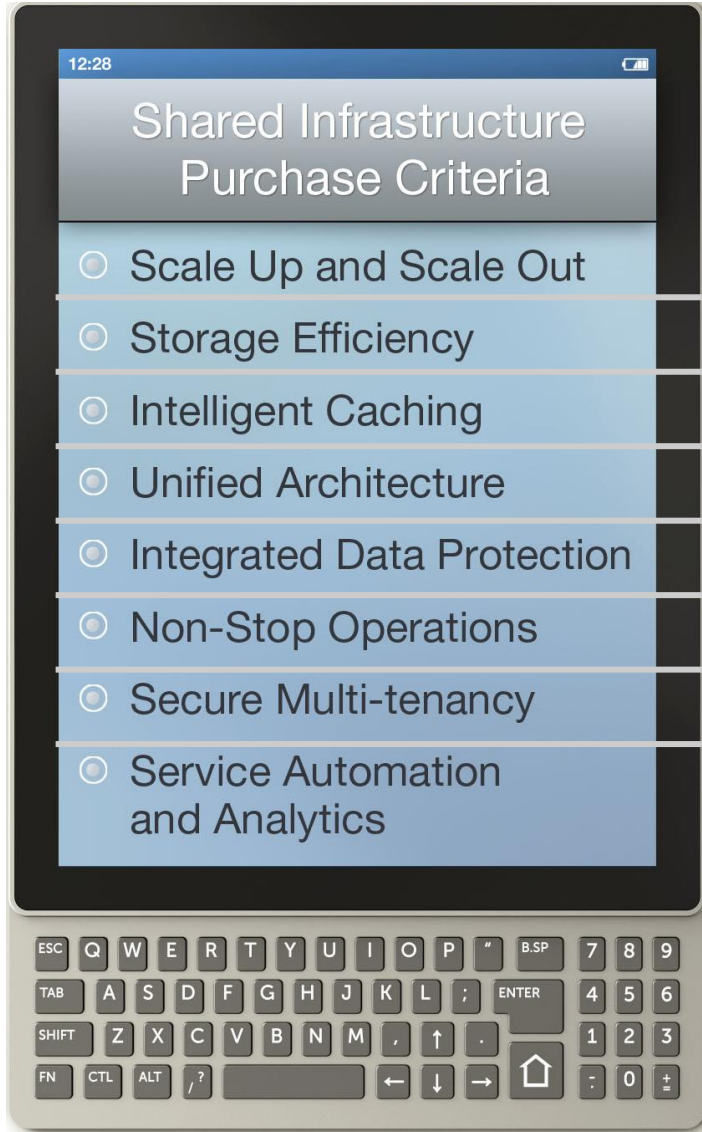 12:28
Shared Infrastructure
Purchase Criteria
Scale Up and Scale Out
Storage Efficiency
Intelligent Caching
Unified Architecture
Integrated Data Protection
Non-Stop Operations
Secure Multi-tenancy
Service Automation
and Analytics
ESC Q W E R T Y U I O P " B.SP 7 8 9
TAB A S D F G H J K L ; ENTER 4 5 6
SHIFT Z X C V B N M , ↑ . 1 2 3
FN CTL ALT / ? ← ↓ → - . 0 ± =